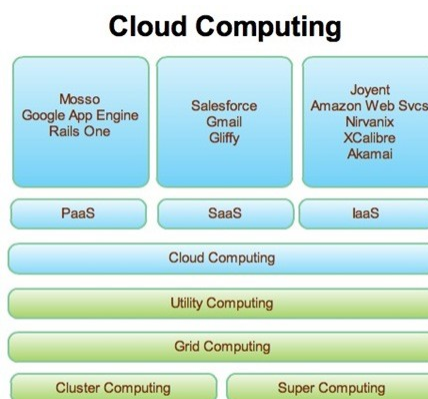 Cloud Computing
Mosso
Google App Engine
Rails One
Salesforce
Gmail
Gliffy
Joyent
Amazon Web Svcs
Nirvanix
XCalibre
Akamai
PaaS
SaaS
IaaS
Cloud Computing
Utility Computing
Grid Computing
Cluster Computing
Super Computing